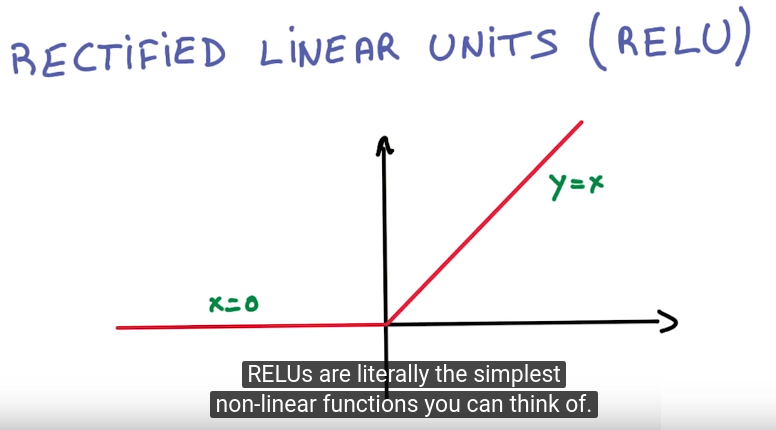 RECTIFIED LINEAR UNITS (RELU)
y=x
x=0
RELUs are literally the simplest
non-linear functions you can think of.